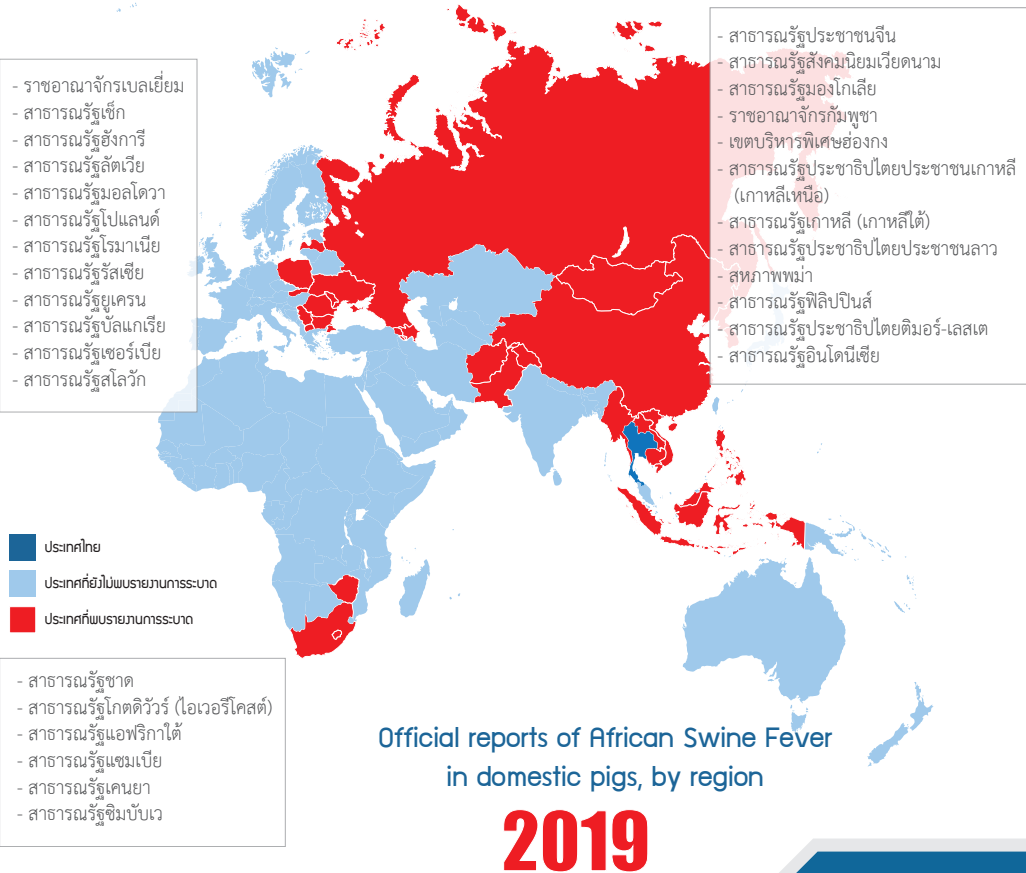 - ราชอาณาจักรเบลเยี่ยม
- สาธารณรัฐเช็ก
- สาธารณรัฐฮังการี
- สาธารณรัฐลัตเวีย
- สาธารณรัฐมอลโดวา
- สาธารณรัฐโปแลนด์
- สาธารณรัฐโรมาเนีย
- สาธารณรัฐรัสเซีย
- สาธารณรัฐยูเครน
- สาธารณรัฐบัลแกเรีย
- สาธารณรัฐเซอร์เบีย
- สาธารณรัฐสโลวัก
- สาธารณรัฐประชาชนจีน
- สาธารณรัฐสังคมนิยมเวียดนาม
- สาธารณรัฐมองโกเลีย
- ราชอาณาจักรกัมพูชา
- เขตบริหารพิเศษฮ่องกง
- สาธารณรัฐประชาธิปไตยประชาชนเกาหลี
(เกาหลีเหนือ)
- สาธารณรัฐเกาหลี (เกาหลีใต้)
- สาธารณรัฐประชาธิปไตยประชาชนลาว
- สหภาพพม่า
- สาธารณรัฐฟิลิปปินส์
- สาธารณรัฐประชาธิปไตยติมอร์-เลสเต
- สาธารณรัฐอินโดนีเซีย
ประเทศไทย
ประเทศที่ยังไม่พบรายงานการระบาด
ประเทศที่พบรายงานการระบาด
- สาธารณรัฐชาด
- สาธารณรัฐโกตดิวัวร์ (ไอเวอรีโคสต์)
- สาธารณรัฐแอฟริกาใต้
- สาธารณรัฐแซมเบีย
- สาธารณรัฐเคนยา
- สาธารณรัฐซิมบับเว
Official reports of African Swine Fever
in domestic pigs, by region
2019